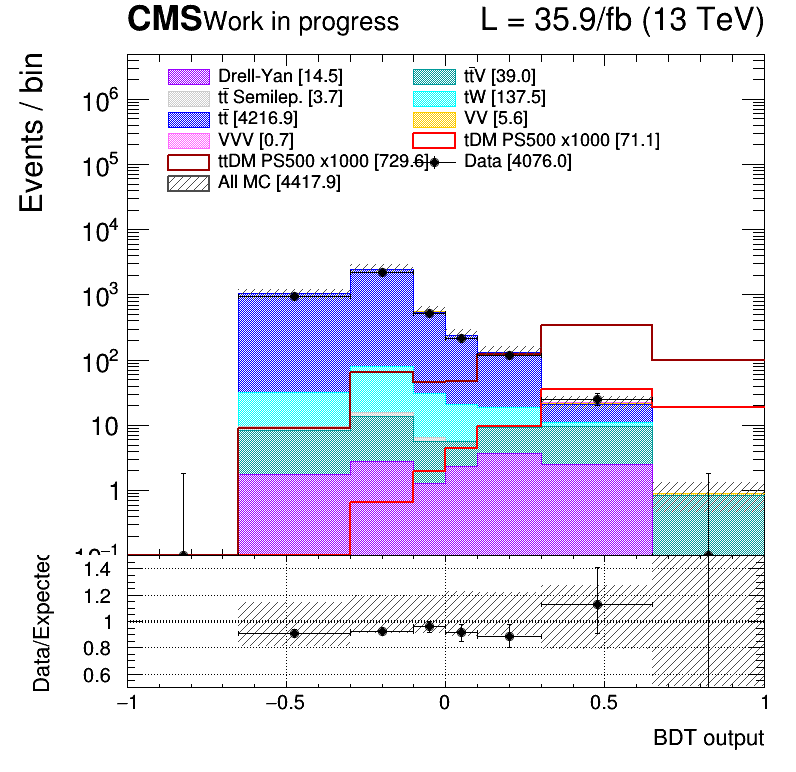 CMS Work in progress L = 35.9/fb (13 TeV)
Events / bin
Drell-Yan [14.5] tt̄V [39.0]
tt̄ Semilep. [3.7] tW [137.5]
tt̄ [4216.9] VV [5.6]
VVV [0.7] tDM PS500 x1000 [71.1]
ttDM PS500 x1000 [729.6] Data [4076.0]
All MC [4417.9]
10⁶
10⁵
10⁴
10³
10²
10
1
10⁻¹
Data/Expected
1.4
1.2
1
0.8
0.6
−1 −0.5 0 0.5 1
BDT output